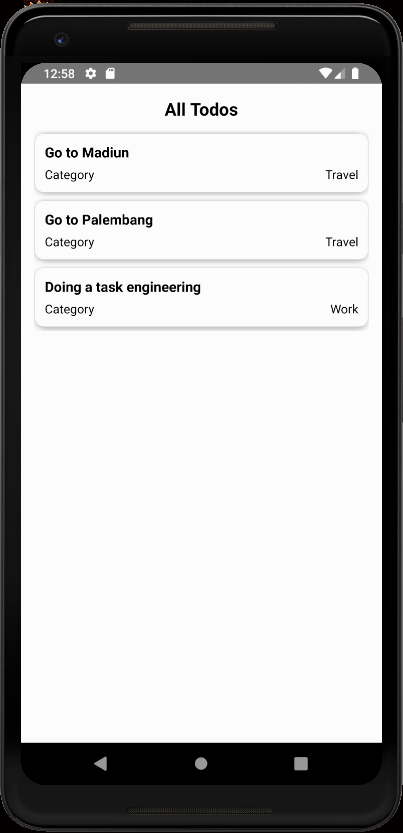 12:58
All Todos
Go to Madiun
Category Travel
Go to Palembang
Category Travel
Doing a task engineering
Category Work